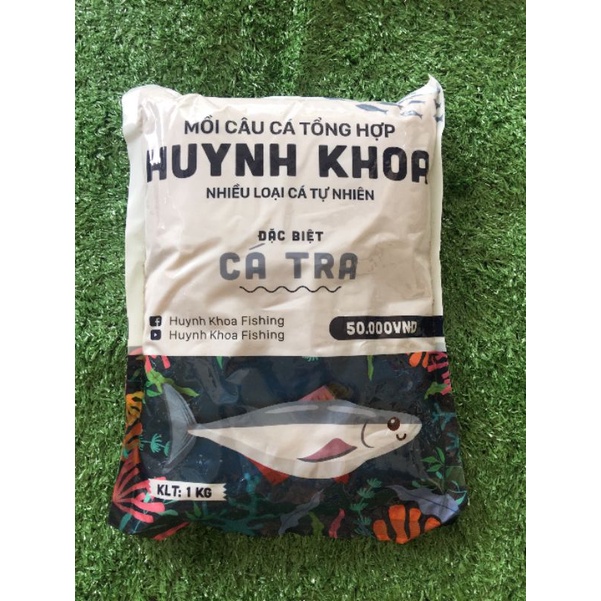 MỒI CÂU CÁ TỔNG HỢP
HUYNH KHOA
NHIỀU LOẠI CÁ TỰ NHIÊN
ĐẶC BIỆT
CÁ TRA
Huynh Khoa Fishing
Huynh Khoa Fishing
50.000VND
KLT: 1 KG